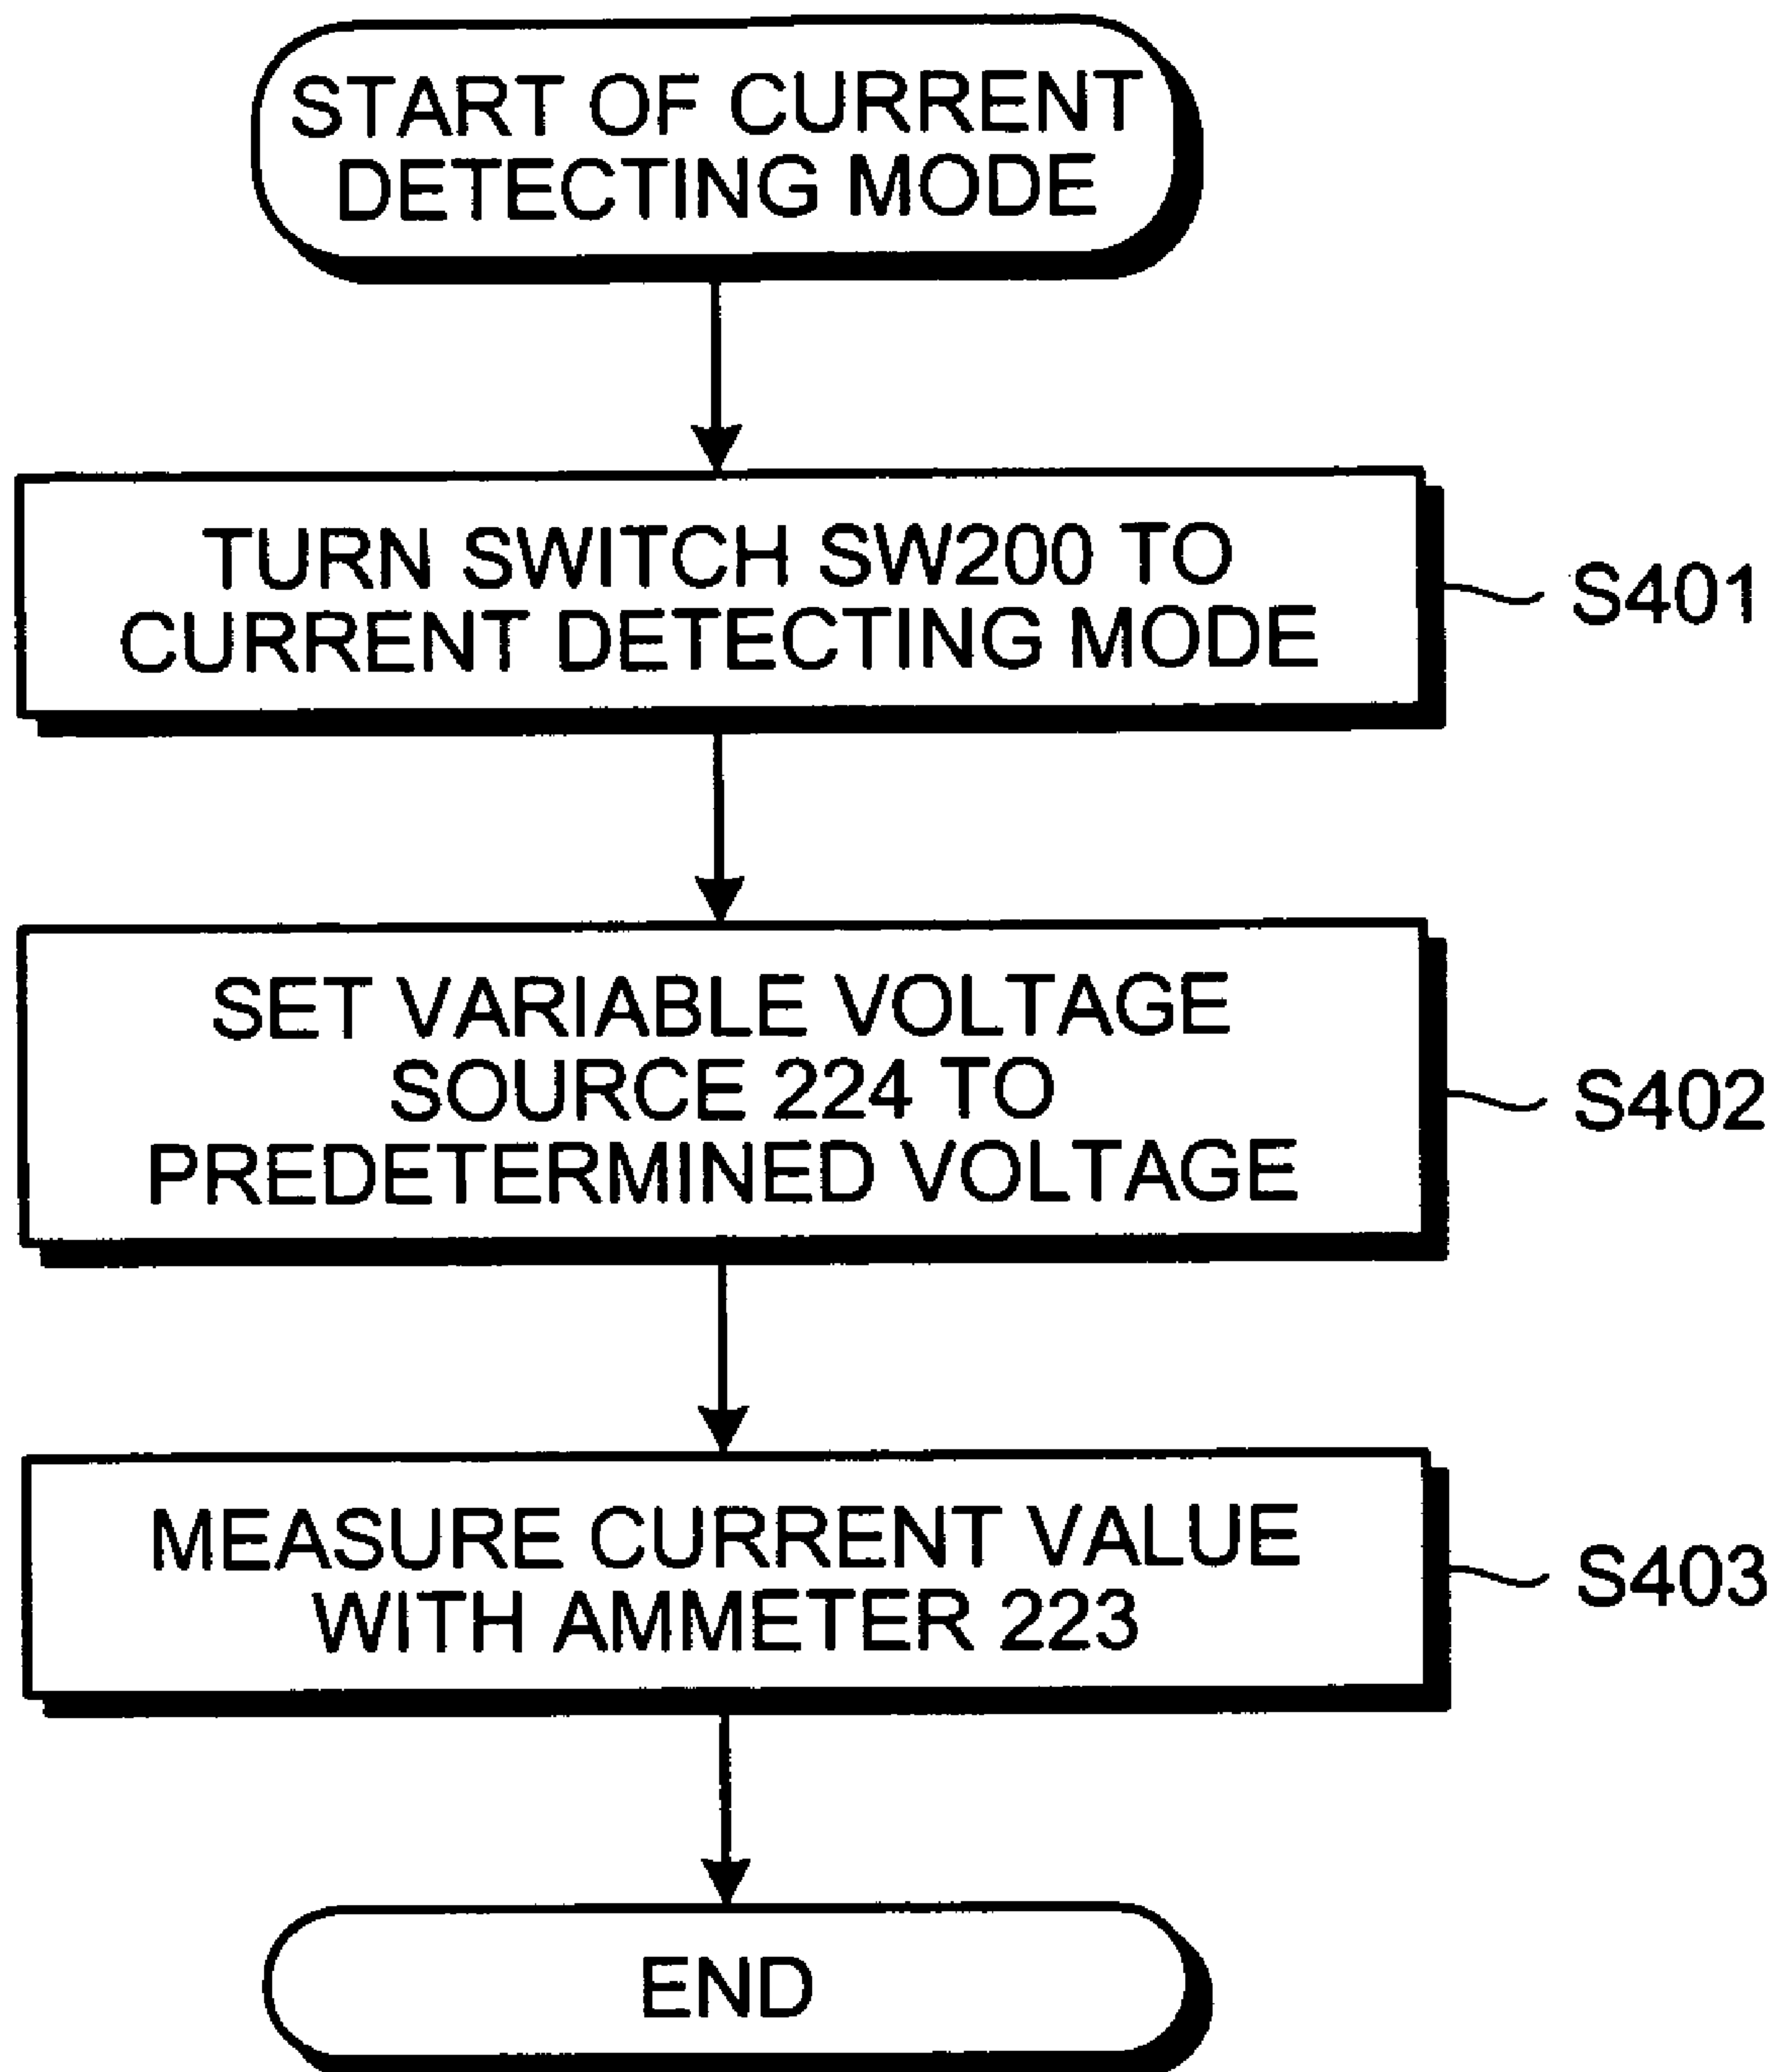 START OF CURRENT
DETECTING MODE
TURN SWITCH SW200 TO
CURRENT DETECTING MODE
S401
SET VARIABLE VOLTAGE
SOURCE 224 TO
PREDETERMINED VOLTAGE
S402
MEASURE CURRENT VALUE
WITH AMMETER 223
S403
END